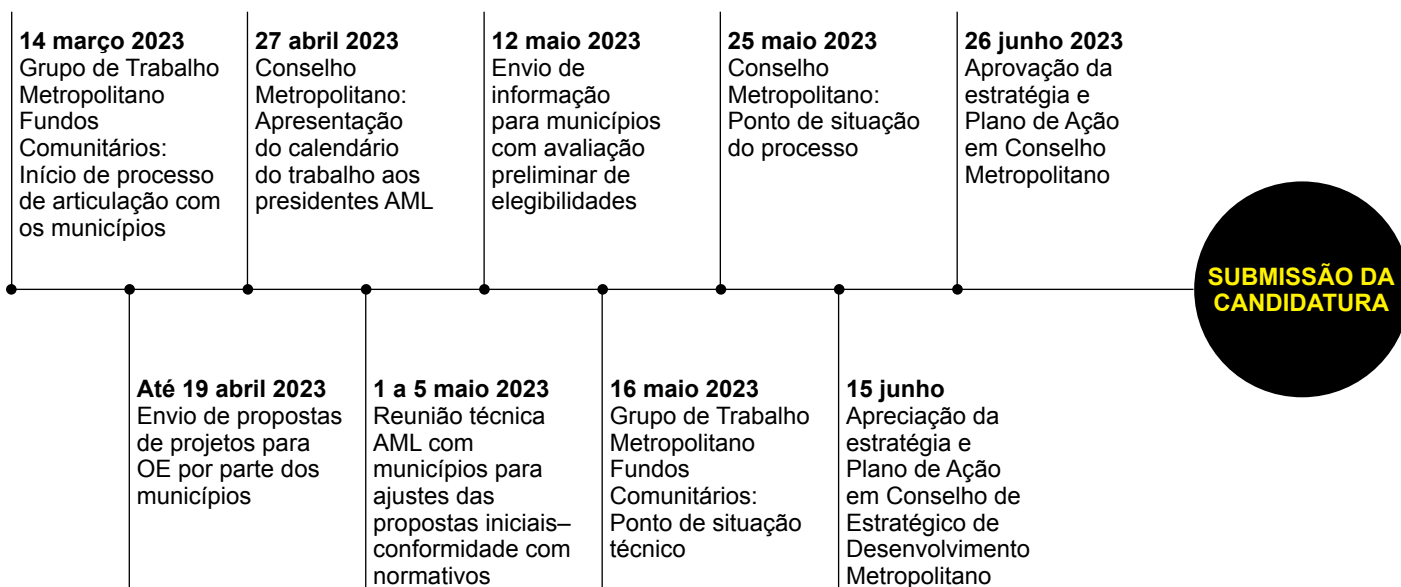 14 março 2023
Grupo de Trabalho
Metropolitano
Fundos
Comunitários:
Início de processo
de articulação com
os municípios
27 abril 2023
Conselho
Metropolitano:
Apresentação
do calendário
do trabalho aos
presidentes AML
12 maio 2023
Envio de
informação
para municípios
com avaliação
preliminar de
elegibilidades
25 maio 2023
Conselho
Metropolitano:
Ponto de situação
do processo
26 junho 2023
Aprovação da
estratégia e
Plano de Ação
em Conselho
Metropolitano
SUBMISSÃO DA
CANDIDATURA
Até 19 abril 2023
Envio de propostas
de projetos para
OE por parte dos
municípios
1 a 5 maio 2023
Reunião técnica
AML com
municípios para
ajustes das
propostas iniciais–
conformidade com
normativos
16 maio 2023
Grupo de Trabalho
Metropolitano
Fundos
Comunitários:
Ponto de situação
técnico
15 junho
Apreciação da
estratégia e
Plano de Ação
em Conselho de
Estratégico de
Desenvolvimento
Metropolitano